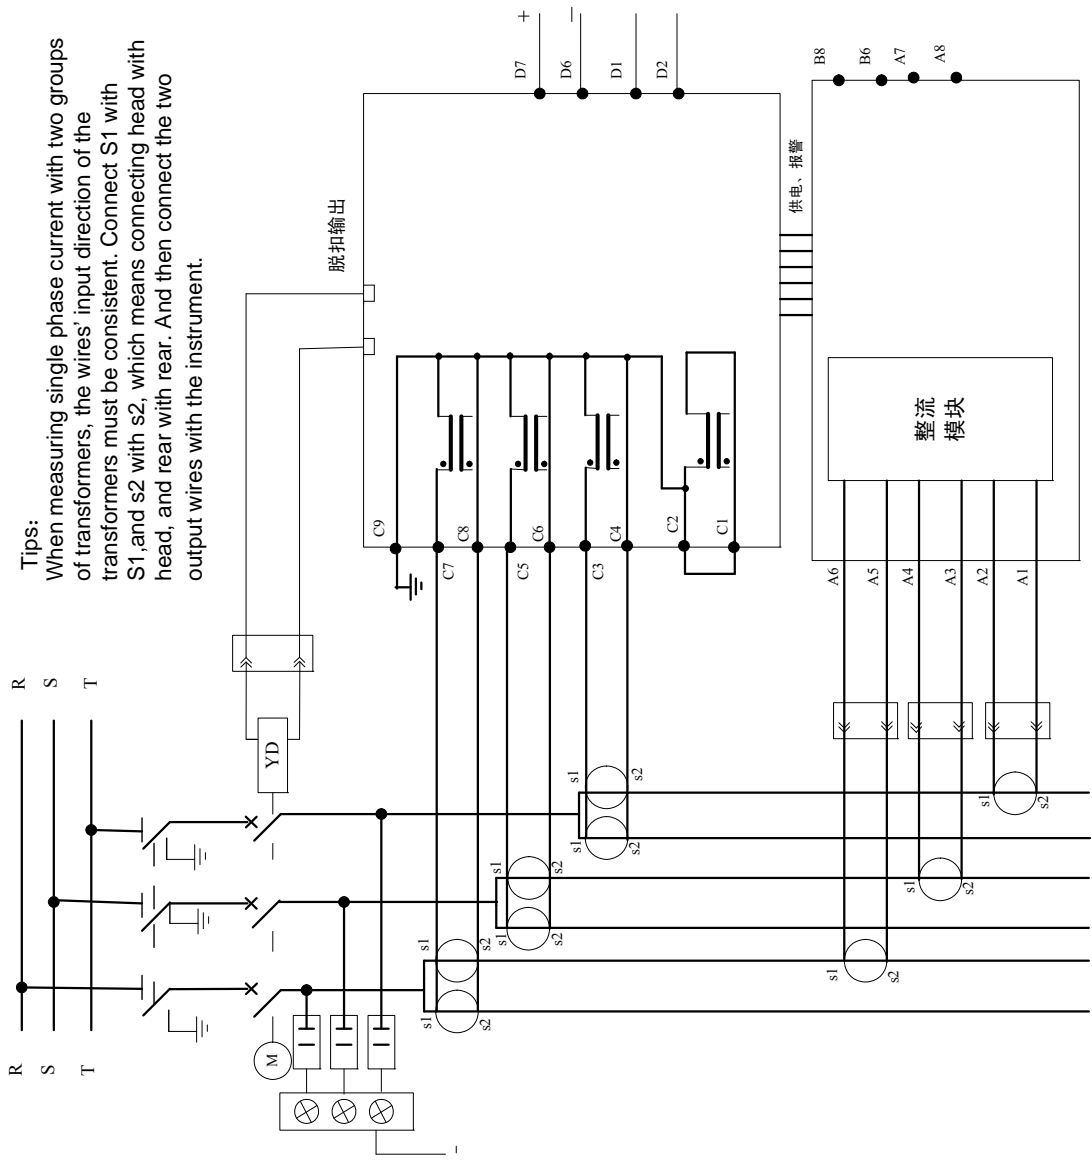 Tips:
When measuring single phase current with two groups
of transformers, the wires' input direction of the
transformers must be consistent. Connect S1 with
S1,and s2 with s2, which means connecting head with
head, and rear with rear. And then connect the two
output wires with the instrument.
R
S
T
R
S
T
YD
M
脱扣输出
+
−
D7
D6
D1
D2
C9
C7
C8
C5
C6
C3
C4
C2
C1
供电、报警
B8
B6
A7
A8
整流
模块
A6
A5
A4
A3
A2
A1
s1
s2
s1
s2
s1
s2
s1
s2
s1
s2
s1
s2
s1
s2
s1
s2
s1
s2